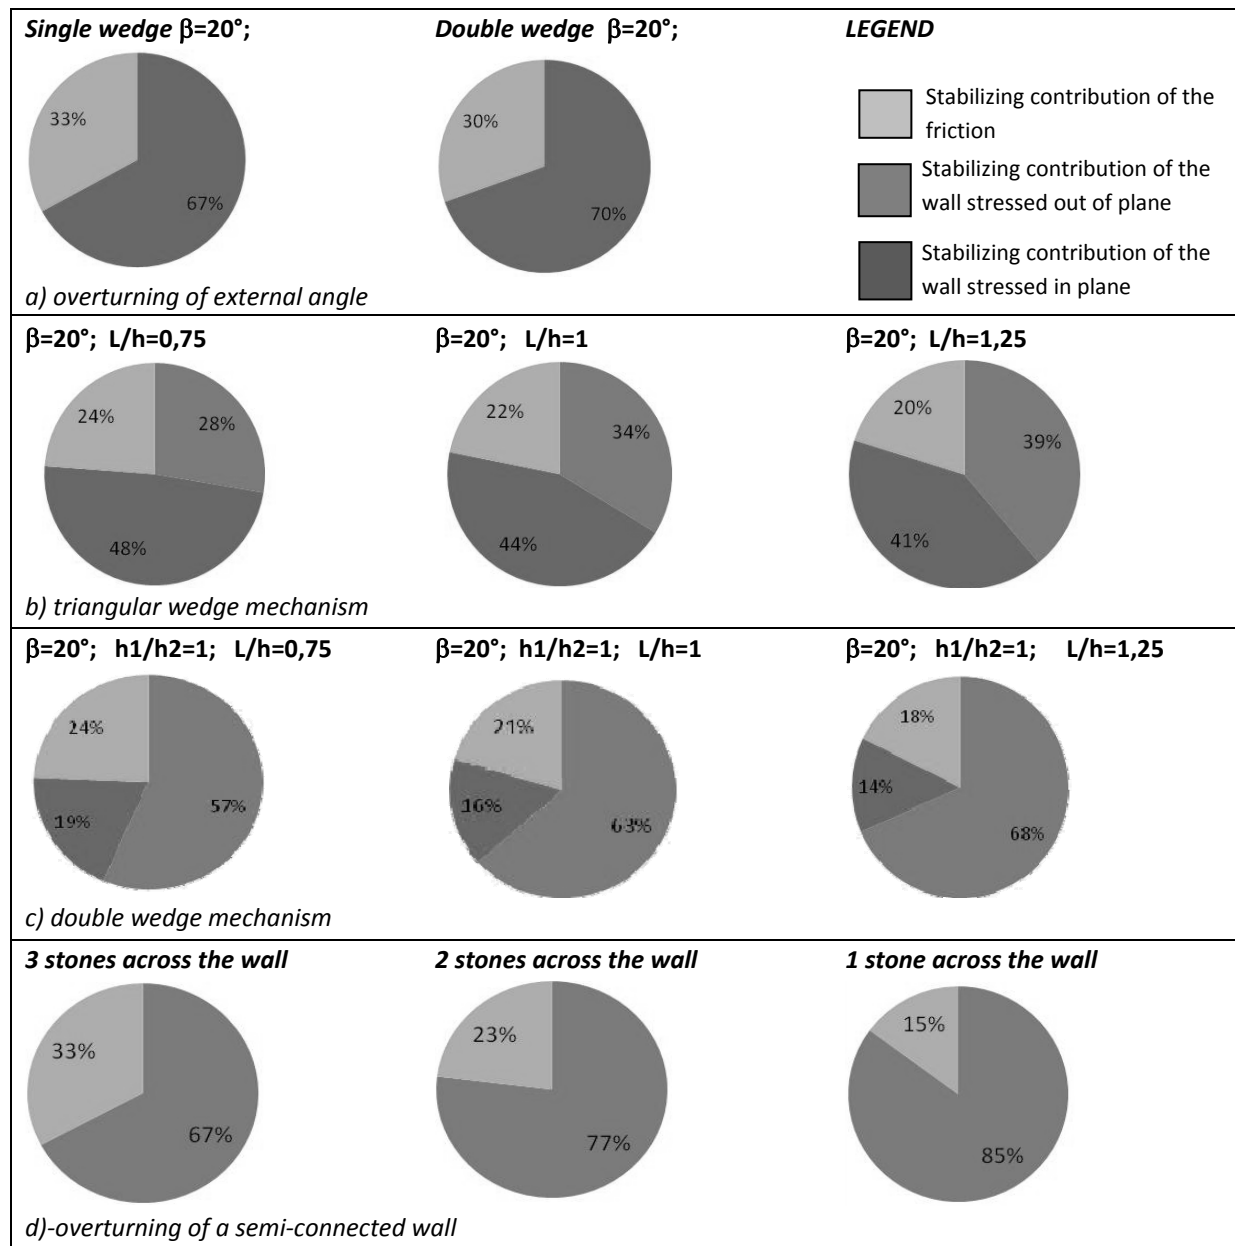 Single wedge β=20°;
Double wedge β=20°;
LEGEND
33%
67%
30%
70%
Stabilizing contribution of the
friction
Stabilizing contribution of the
wall stressed out of plane
Stabilizing contribution of the
wall stressed in plane
a) overturning of external angle
β=20°; L/h=0,75
β=20°; L/h=1
β=20°; L/h=1,25
24%
28%
48%
22%
34%
44%
20%
39%
41%
b) triangular wedge mechanism
β=20°; h1/h2=1; L/h=0,75
β=20°; h1/h2=1; L/h=1
β=20°; h1/h2=1; L/h=1,25
24%
57%
19%
21%
16%
63%
18%
14%
68%
c) double wedge mechanism
3 stones across the wall
2 stones across the wall
1 stone across the wall
33%
67%
23%
77%
15%
85%
d)-overturning of a semi-connected wall